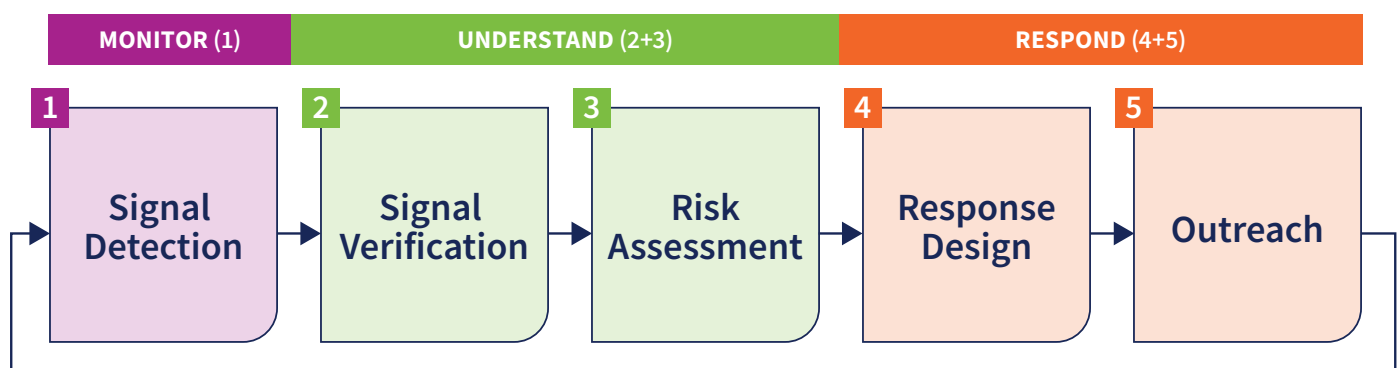 MONITOR (1)
UNDERSTAND (2+3)
RESPOND (4+5)
1
Signal
Detection
2
Signal
Verification
3
Risk
Assessment
4
Response
Design
5
Outreach